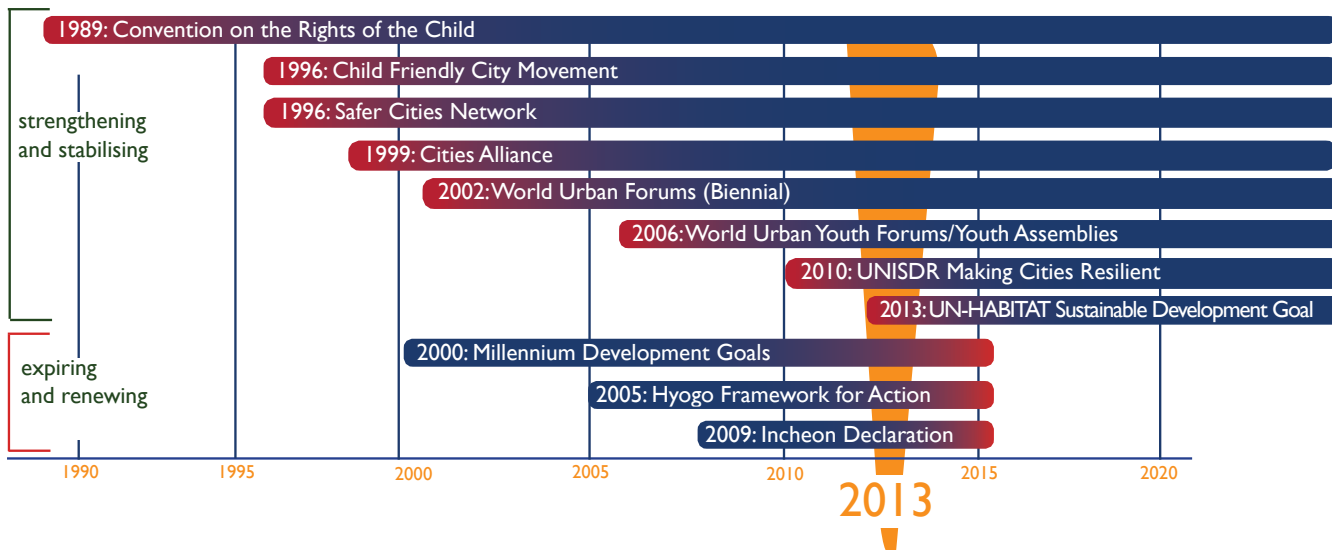 1989: Convention on the Rights of the Child
1996: Child Friendly City Movement
1996: Safer Cities Network
strengthening
and stabilising
1999: Cities Alliance
2002: World Urban Forums (Biennial)
2006: World Urban Youth Forums/Youth Assemblies
2010: UNISDR Making Cities Resilient
2013: UN-HABITAT Sustainable Development Goal
2000: Millennium Development Goals
expiring
and renewing
2005: Hyogo Framework for Action
2009: Incheon Declaration
1990 1995 2000 2005 2010 2015 2020
2013